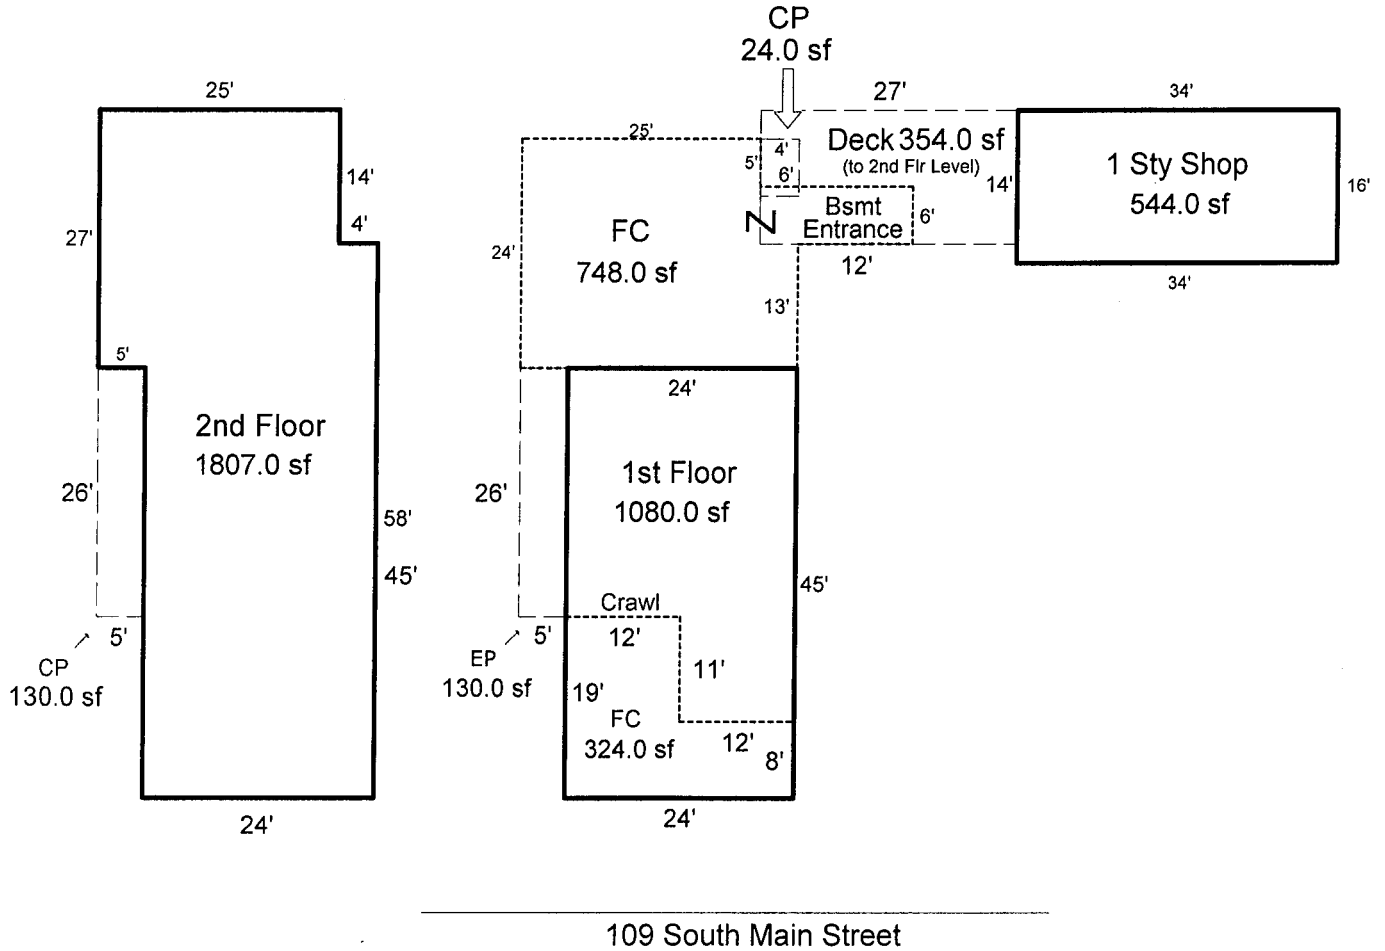 CP
24.0 sf
25'
14'
4'
27'
5'
2nd Floor
1807.0 sf
26'
58'
45'
5'
CP
130.0 sf
24'
25'
27'
Deck 354.0 sf
(to 2nd Flr Level)
4'
5'
6'
14'
Z
Bsmt
Entrance
6'
12'
FC
748.0 sf
24'
13'
34'
1 Sty Shop
544.0 sf
16'
34'
24'
1st Floor
1080.0 sf
26'
45'
Crawl
12'
5'
EP
130.0 sf
11'
19'
FC
324.0 sf
12'
8'
24'
109 South Main Street